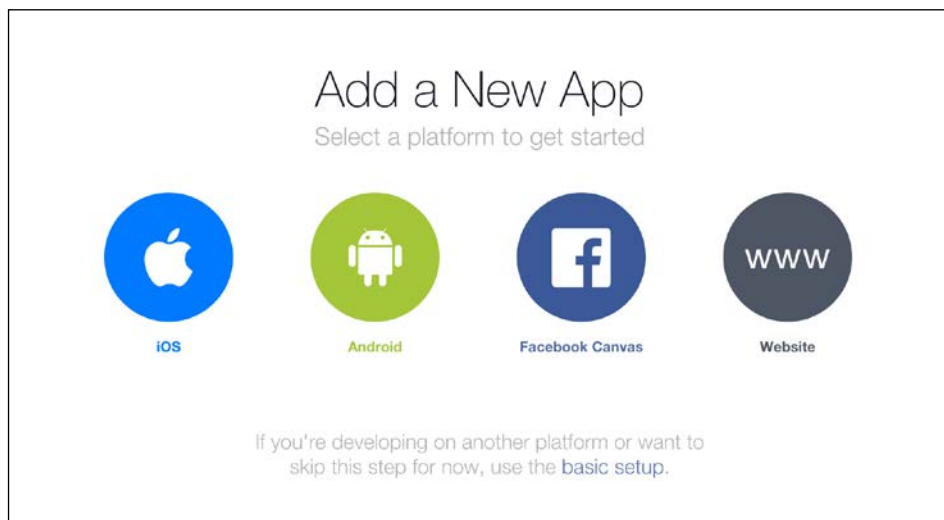 Add a New App
Select a platform to get started
www
iOS
Android
Facebook Canvas
Website
If you're developing on another platform or want to
skip this step for now, use the basic setup.